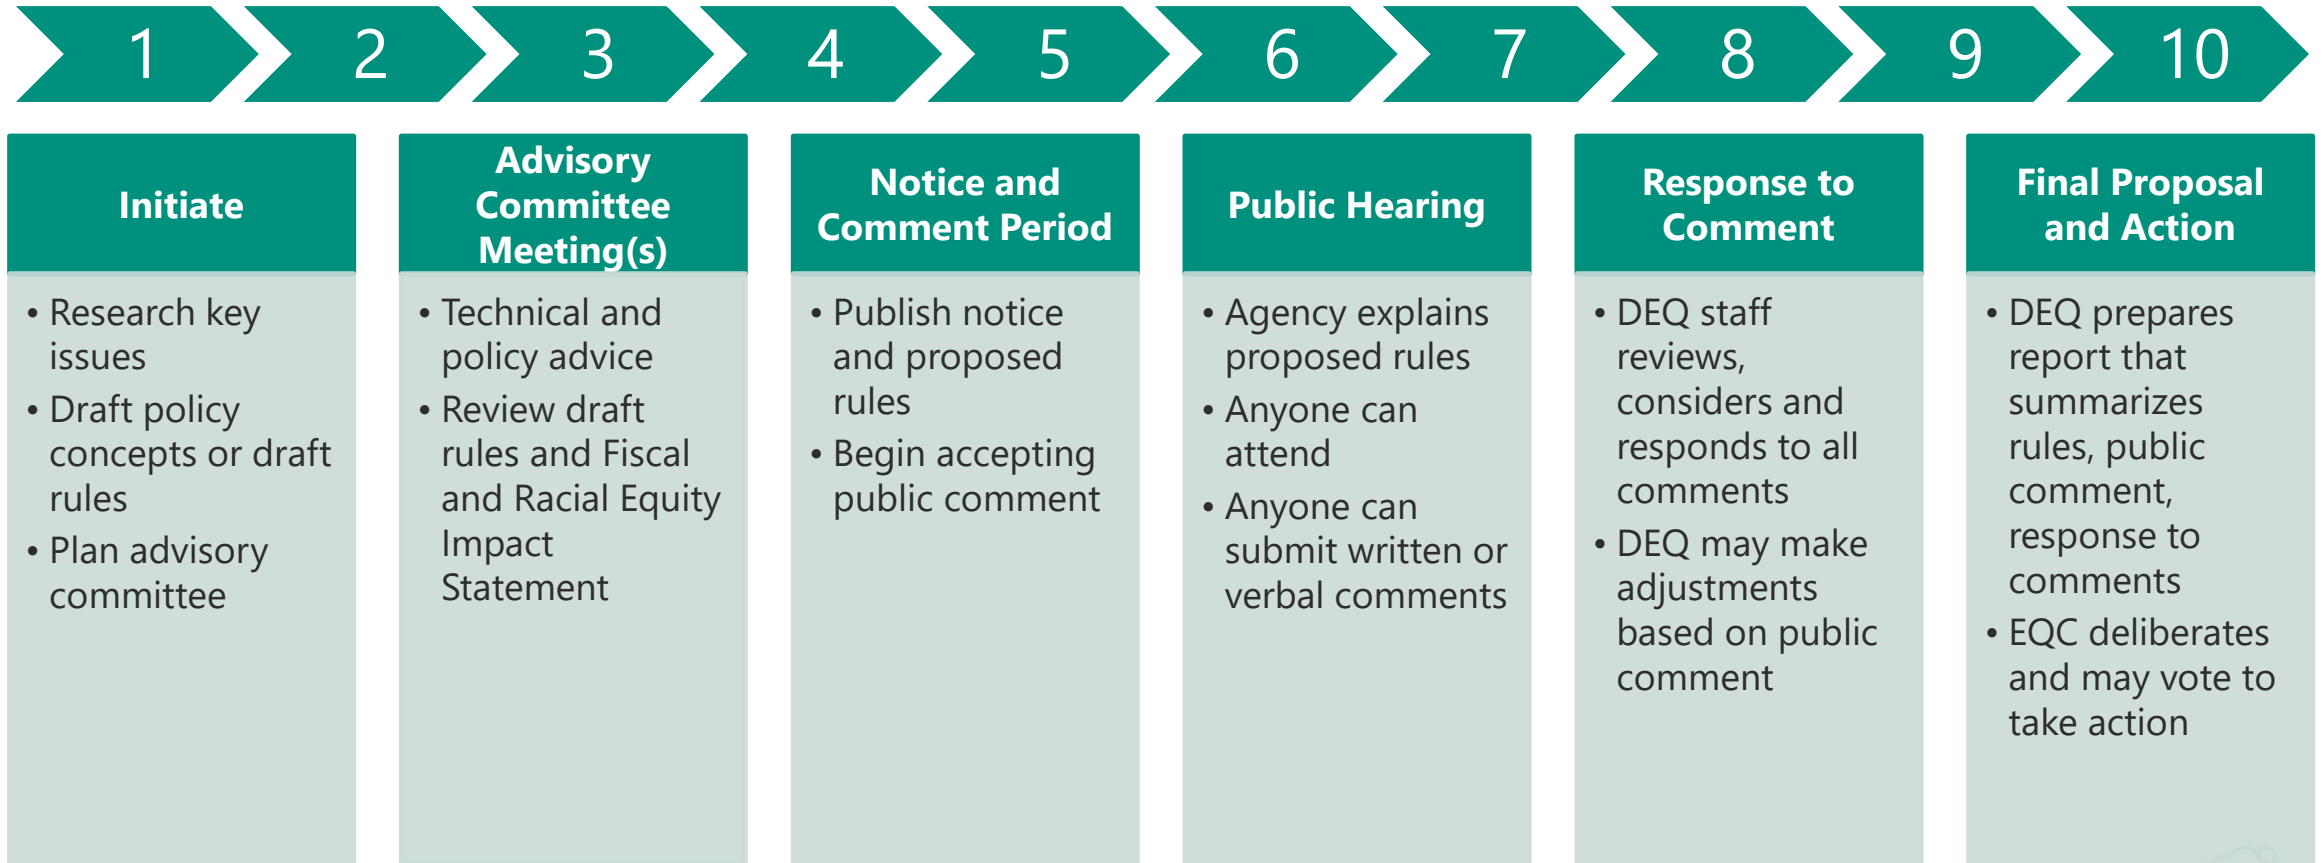 1 2 3 4 5 6 7 8 9 10
Initiate
• Research key
issues
• Draft policy
concepts or draft
rules
• Plan advisory
committee
Advisory
Committee
Meeting(s)
• Technical and
policy advice
• Review draft
rules and Fiscal
and Racial Equity
Impact
Statement
Notice and
Comment Period
• Publish notice
and proposed
rules
• Begin accepting
public comment
Public Hearing
• Agency explains
proposed rules
• Anyone can
attend
• Anyone can
submit written or
verbal comments
Response to
Comment
• DEQ staff
reviews,
considers and
responds to all
comments
• DEQ may make
adjustments
based on public
comment
Final Proposal
and Action
• DEQ prepares
report that
summarizes
rules, public
comment,
response to
comments
• EQC deliberates
and may vote to
take action